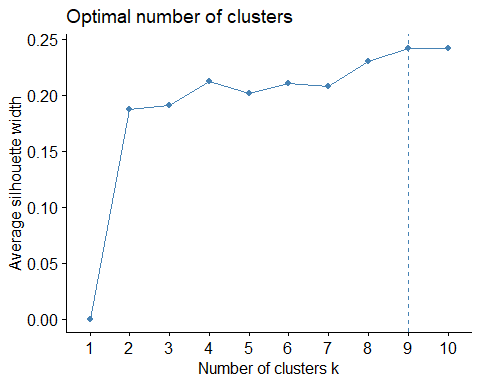 Optimal number of clusters
Average silhouette width
0.25
0.20
0.15
0.10
0.05
0.00
1 2 3 4 5 6 7 8 9 10
Number of clusters k